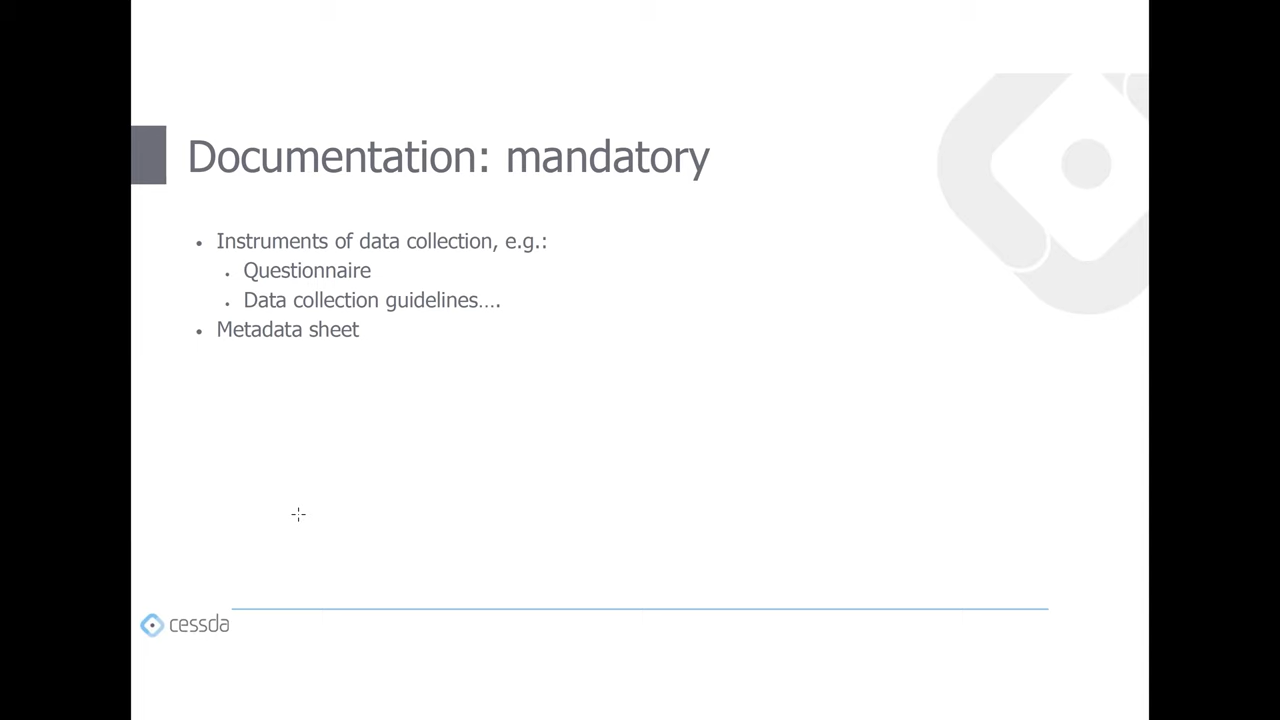 Documentation: mandatory
• Instruments of data collection, e.g.:
• Questionnaire
• Data collection guidelines….
• Metadata sheet
cessda